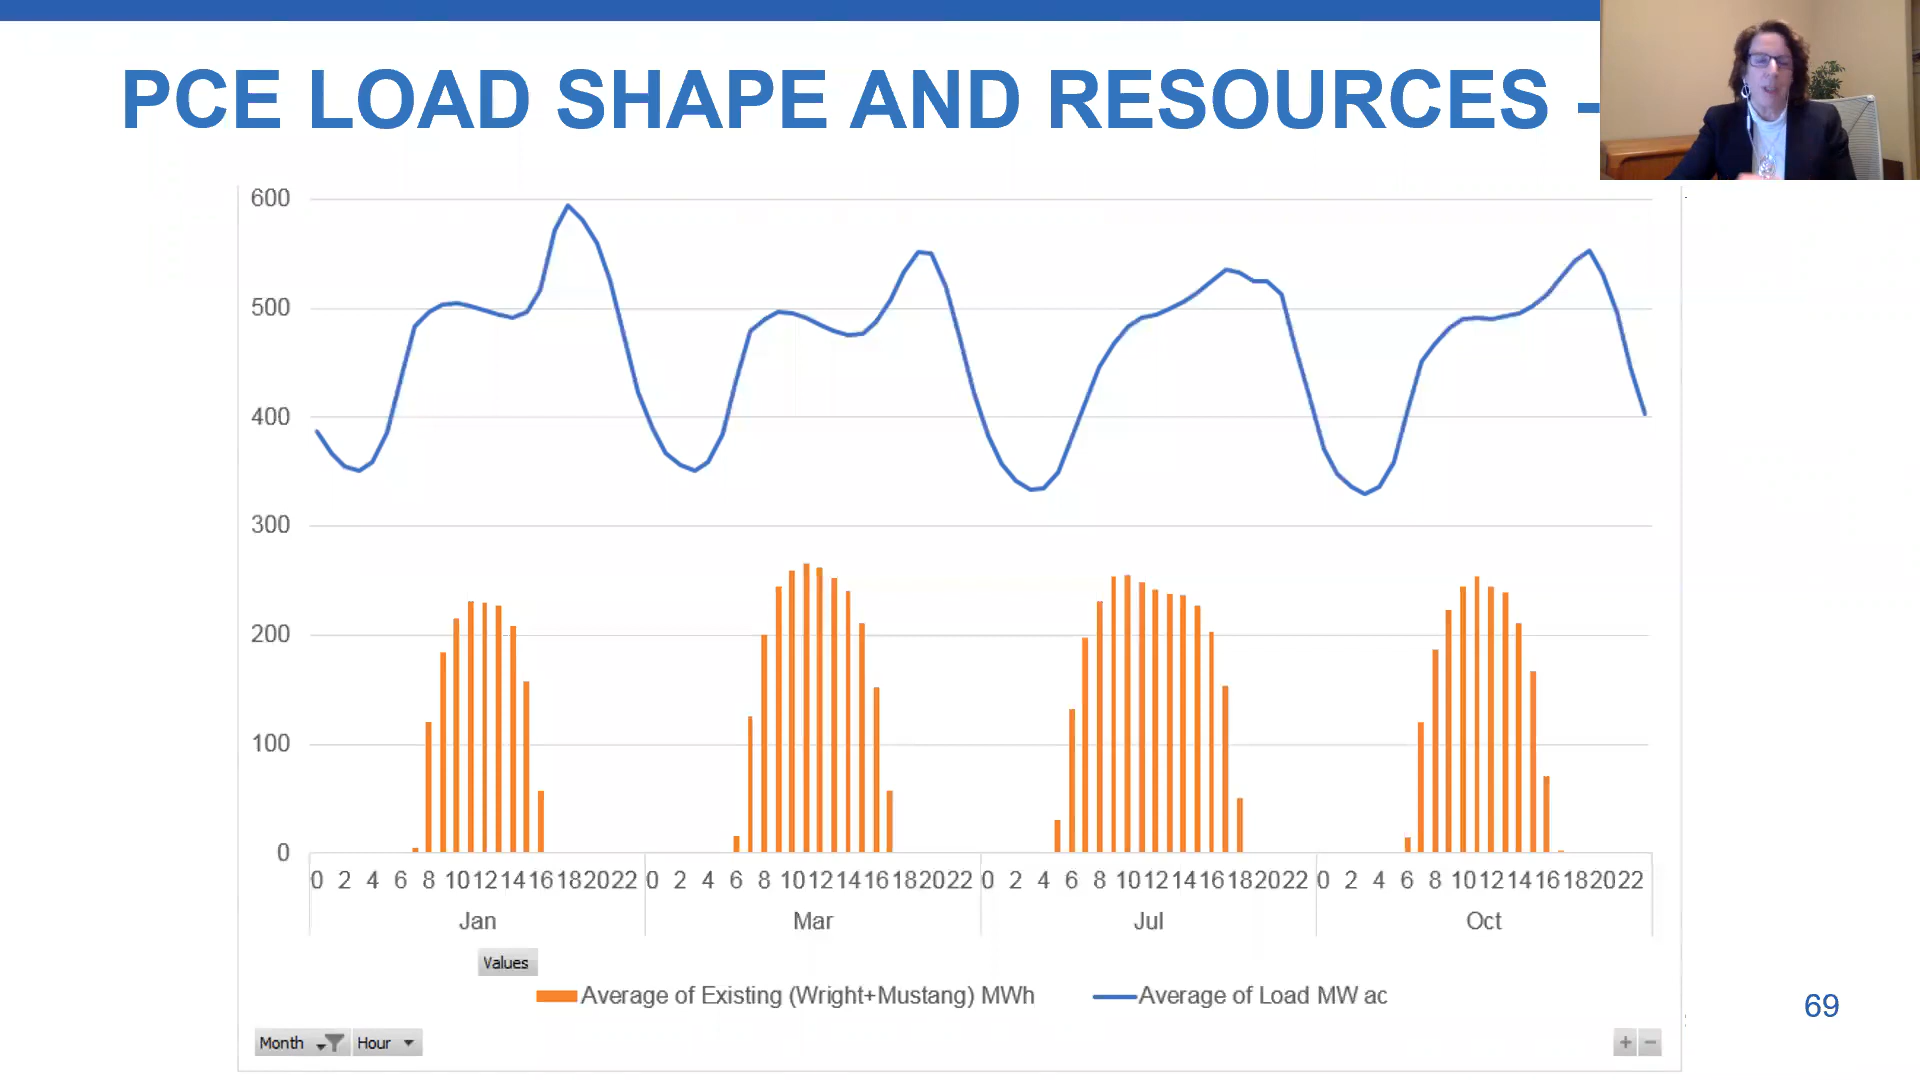 PCE LOAD SHAPE AND RESOURCES -
600
500
400
300
200
100
0
0 2 4 6 8 10 12 14 16 18 20 22 0 2 4 6 8 10 12 14 16 18 20 22 0 2 4 6 8 10 12 14 16 18 20 22 0 2 4 6 8 10 12 14 16 18 20 22
Jan Mar Jul Oct
Values
Average of Existing (Wright+Mustang) MWh Average of Load MW ac
69
Month Hour + −